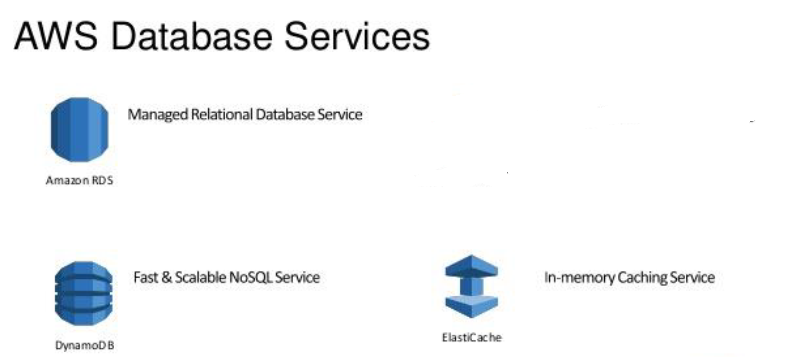 AWS Database Services
Managed Relational Database Service
Amazon RDS
Fast & Scalable NoSQL Service
DynamoDB
In-memory Caching Service
ElastiCache